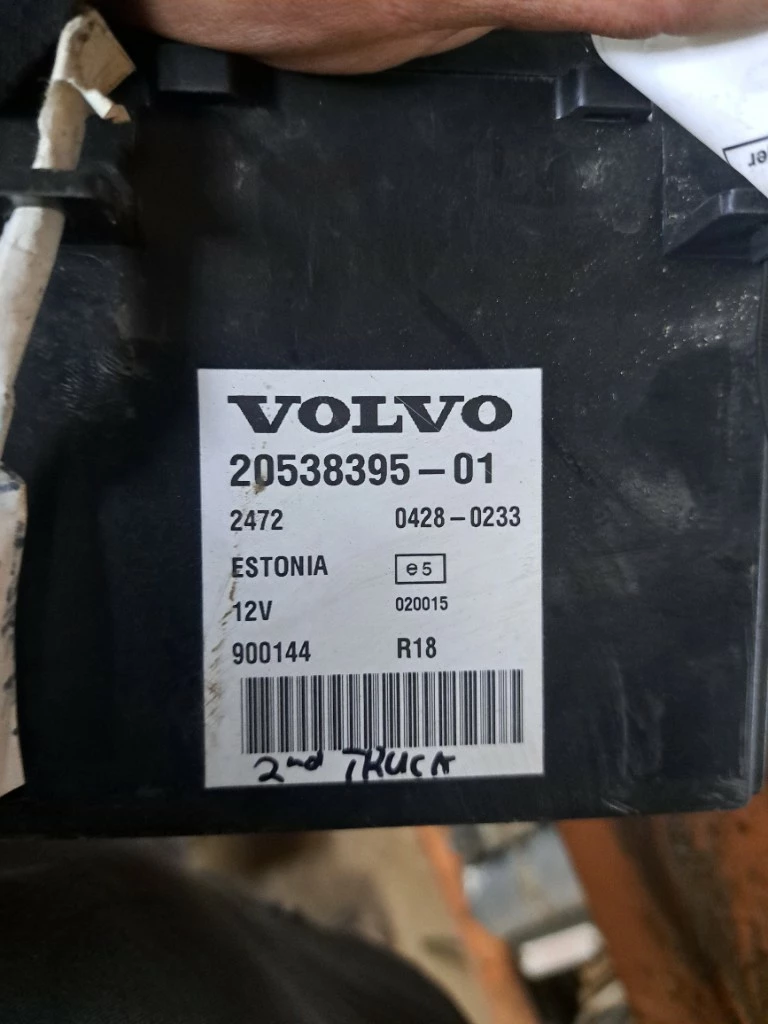 VOLVO
20538395-01
2472 0428-0233
ESTONIA e5
12V 020015
900144 R18
2nd TRUCK